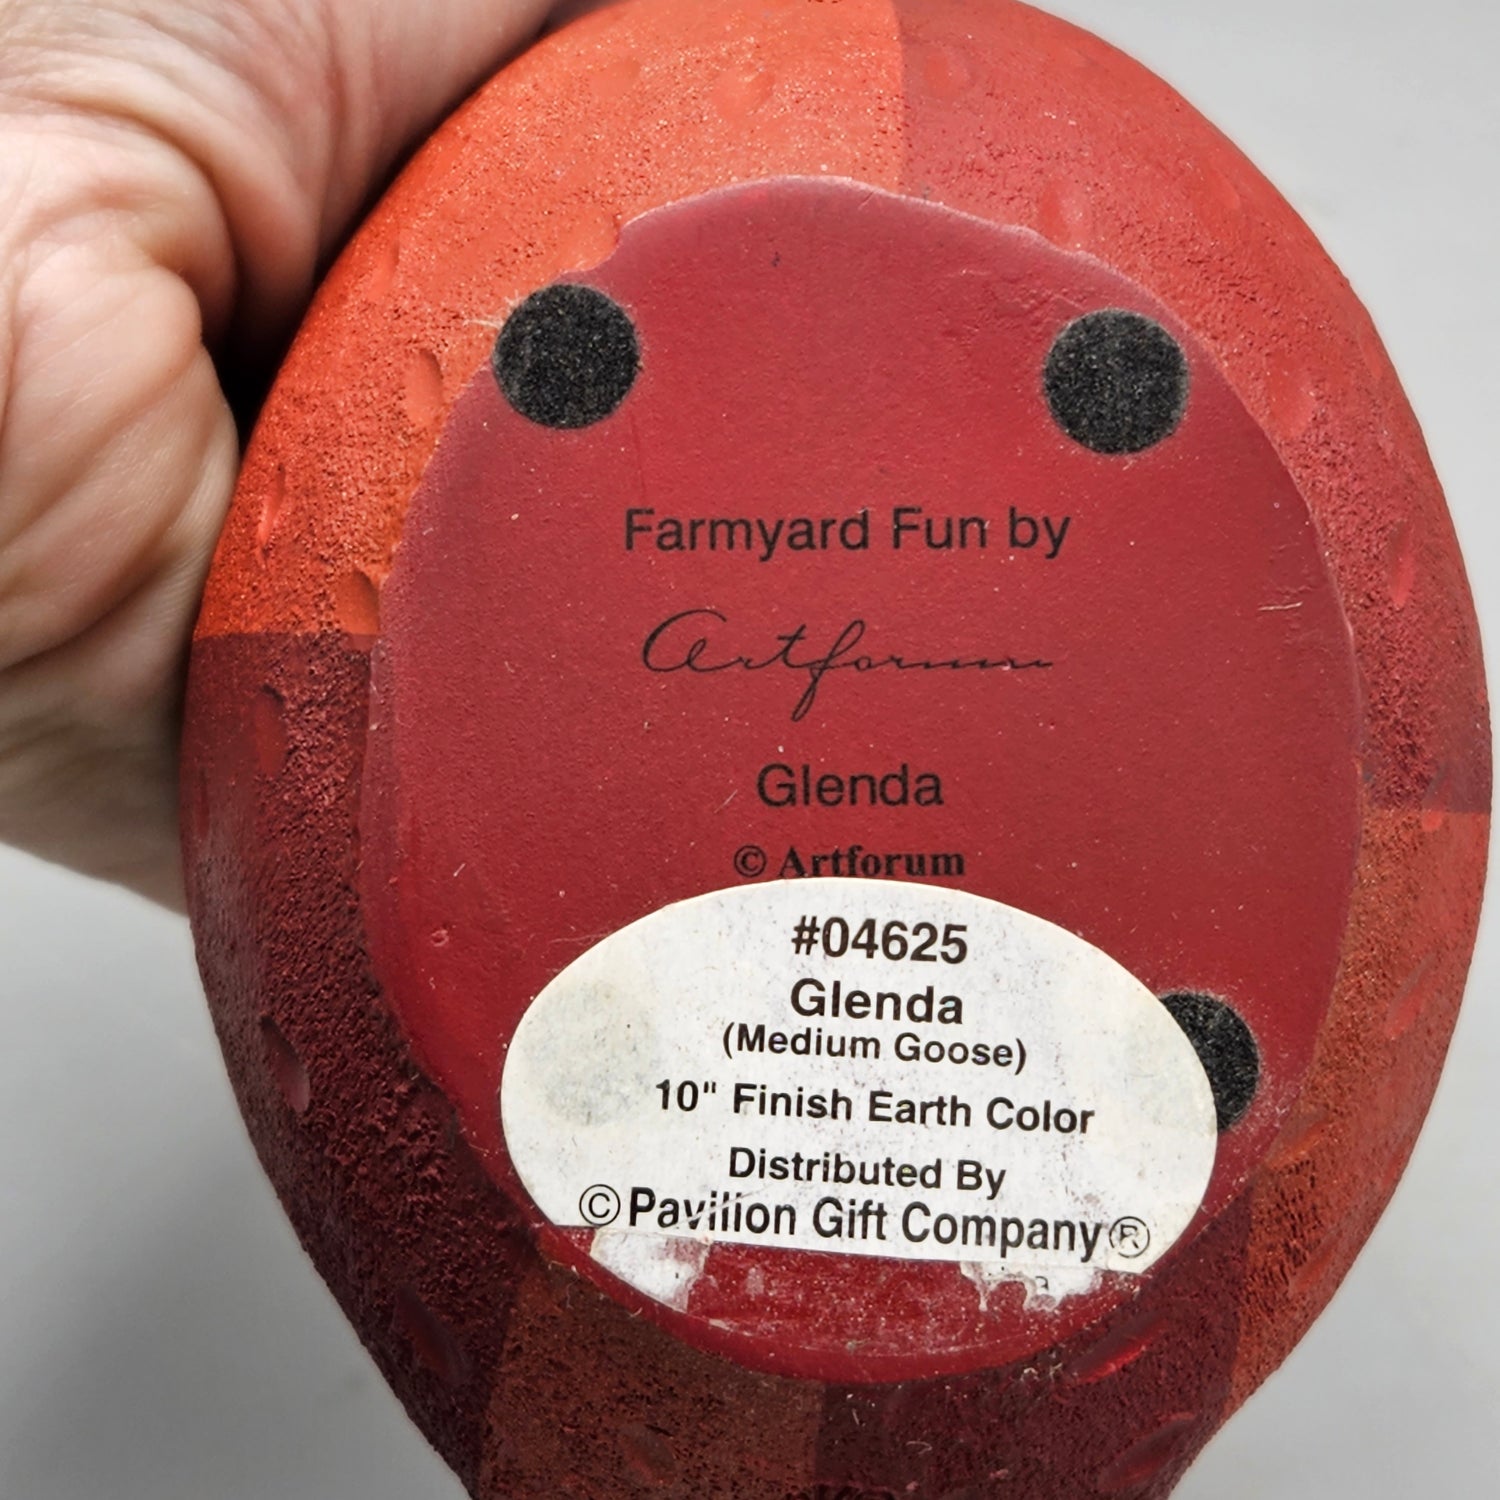 Farmyard Fun by
Artforum
Glenda
© Artforum
#04625
Glenda
(Medium Goose)
10" Finish Earth Color
Distributed By
©Pavilion Gift Company®